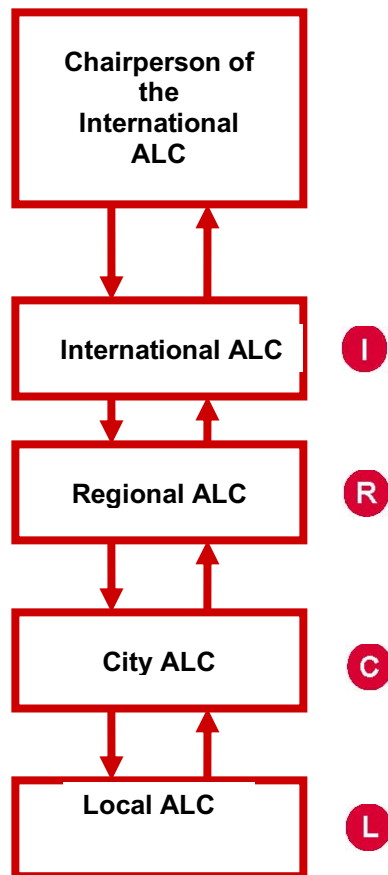 Chairperson of
the
International
ALC
International ALC
I
Regional ALC
R
City ALC
C
Local ALC
L